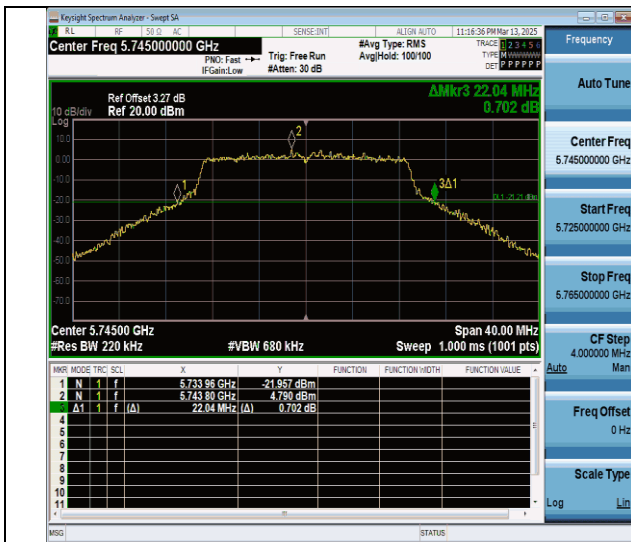 Keysight Spectrum Analyzer - Swept SA
RL RF 50 Ω AC SENSE:INT ALIGN AUTO 11:16:36 PM Mar 13, 2025
Center Freq 5.745000000 GHz #Avg Type: RMS TRACE 1 2 3 4 5 6
PNO: Fast Trig: Free Run Avg|Hold: 100/100 TYPE M W W W W W
IFGain:Low #Atten: 30 dB DET P P P P P P
Frequency
Auto Tune
Center Freq
5.745000000 GHz
Start Freq
5.725000000 GHz
Stop Freq
5.765000000 GHz
CF Step
4.000000 MHz
Auto Man
Freq Offset
0 Hz
Scale Type
Log Lin
ΔMkr3 22.04 MHz
0.702 dB
Ref Offset 3.27 dB
10 dB/div Ref 20.00 dBm
Log
10.0
0.00
-10.0
-20.0
-30.0
-40.0
-50.0
-60.0
-70.0
1
2
3Δ1
DL1 -21.21 dBm
Center 5.74500 GHz Span 40.00 MHz
#Res BW 220 kHz #VBW 680 kHz Sweep 1.000 ms (1001 pts)
MKR MODE TRC SCL X Y FUNCTION FUNCTION WIDTH FUNCTION VALUE
1 N 1 f 5.733 96 GHz -21.957 dBm
2 N 1 f 5.743 80 GHz 4.790 dBm
3 Δ1 1 f (Δ) 22.04 MHz (Δ) 0.702 dB
4
5
6
7
8
9
10
11
MSG STATUS